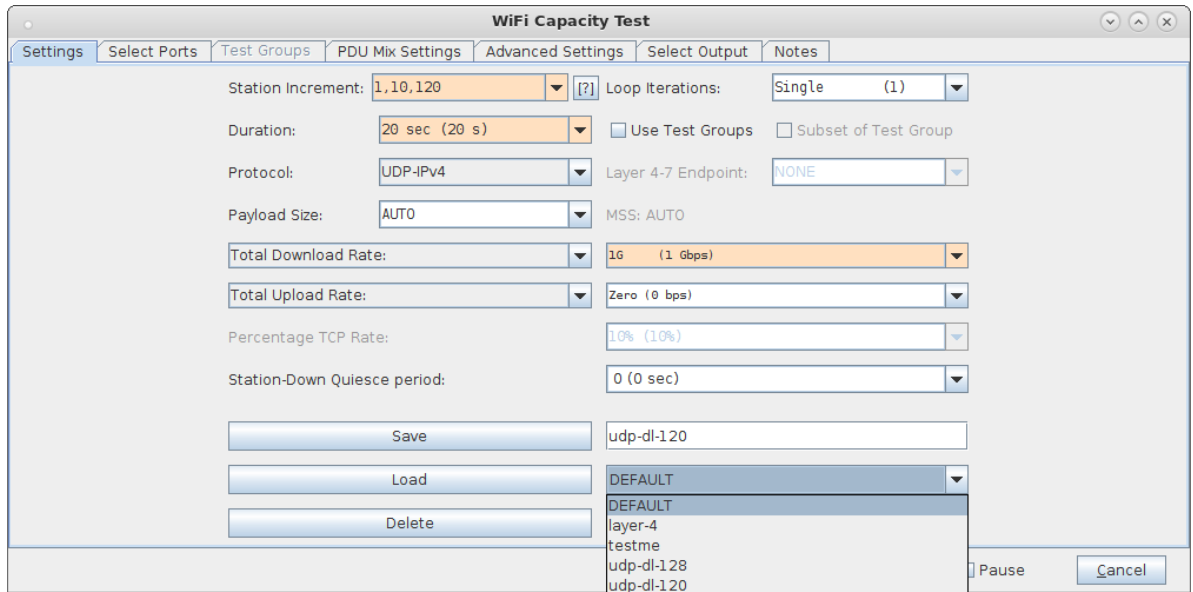 WiFi Capacity Test
Settings Select Ports Test Groups PDU Mix Settings Advanced Settings Select Output Notes
Station Increment: 1,10,120 [?] Loop Iterations: Single (1)
Duration: 20 sec (20 s) Use Test Groups Subset of Test Group
Protocol: UDP-IPv4 Layer 4-7 Endpoint: NONE
Payload Size: AUTO MSS: AUTO
Total Download Rate: 1G (1 Gbps)
Total Upload Rate: Zero (0 bps)
Percentage TCP Rate: 10% (10%)
Station-Down Quiesce period: 0 (0 sec)
Save udp-dl-120
Load DEFAULT
DEFAULT
Delete
layer-4
testme
udp-dl-128
udp-dl-120
Pause Cancel